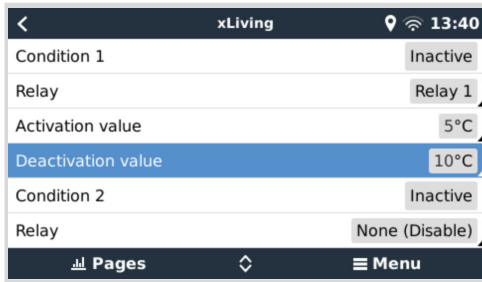 xLiving 13:40
Condition 1 Inactive
Relay Relay 1
Activation value 5°C
Deactivation value 10°C
Condition 2 Inactive
Relay None (Disable)
Pages Menu